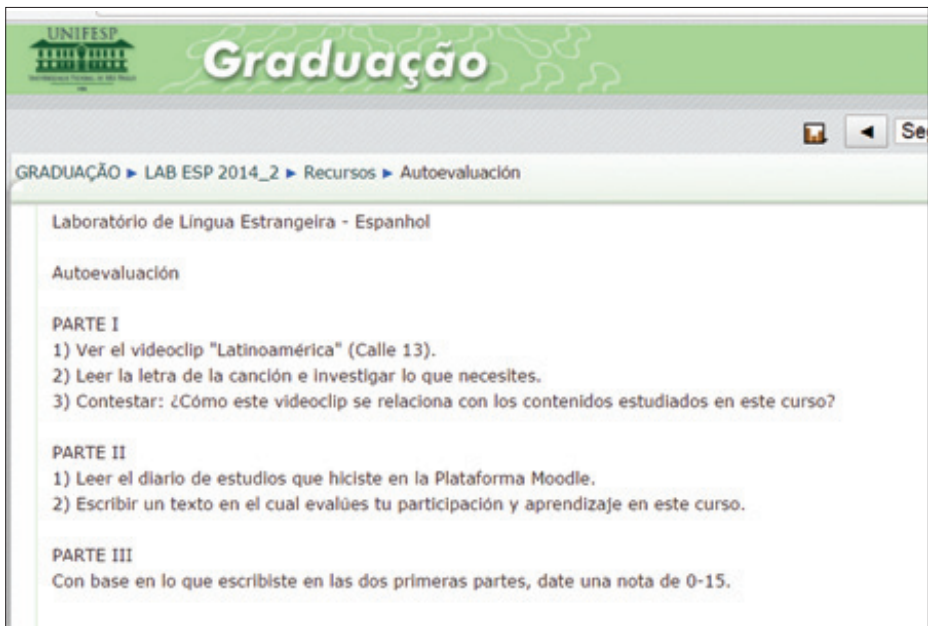 UNIFESP
Graduação
GRADUAÇÃO ► LAB ESP 2014_2 ► Recursos ► Autoevaluación
Laboratório de Língua Estrangeira - Espanhol
Autoevaluación
PARTE I
1) Ver el videoclip "Latinoamérica" (Calle 13).
2) Leer la letra de la canción e investigar lo que necesites.
3) Contestar: ¿Cómo este videoclip se relaciona con los contenidos estudiados en este curso?
PARTE II
1) Leer el diario de estudios que hiciste en la Plataforma Moodle.
2) Escribir un texto en el cual evalúes tu participación y aprendizaje en este curso.
PARTE III
Con base en lo que escribiste en las dos primeras partes, date una nota de 0-15.